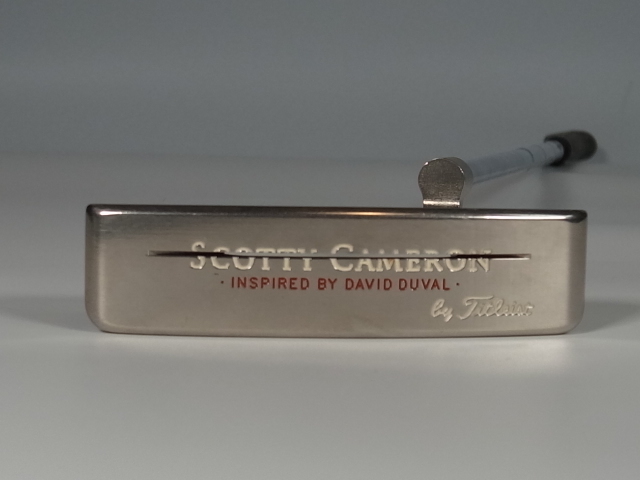 SCOTTY CAMERON
· INSPIRED BY DAVID DUVAL ·
by Titleist